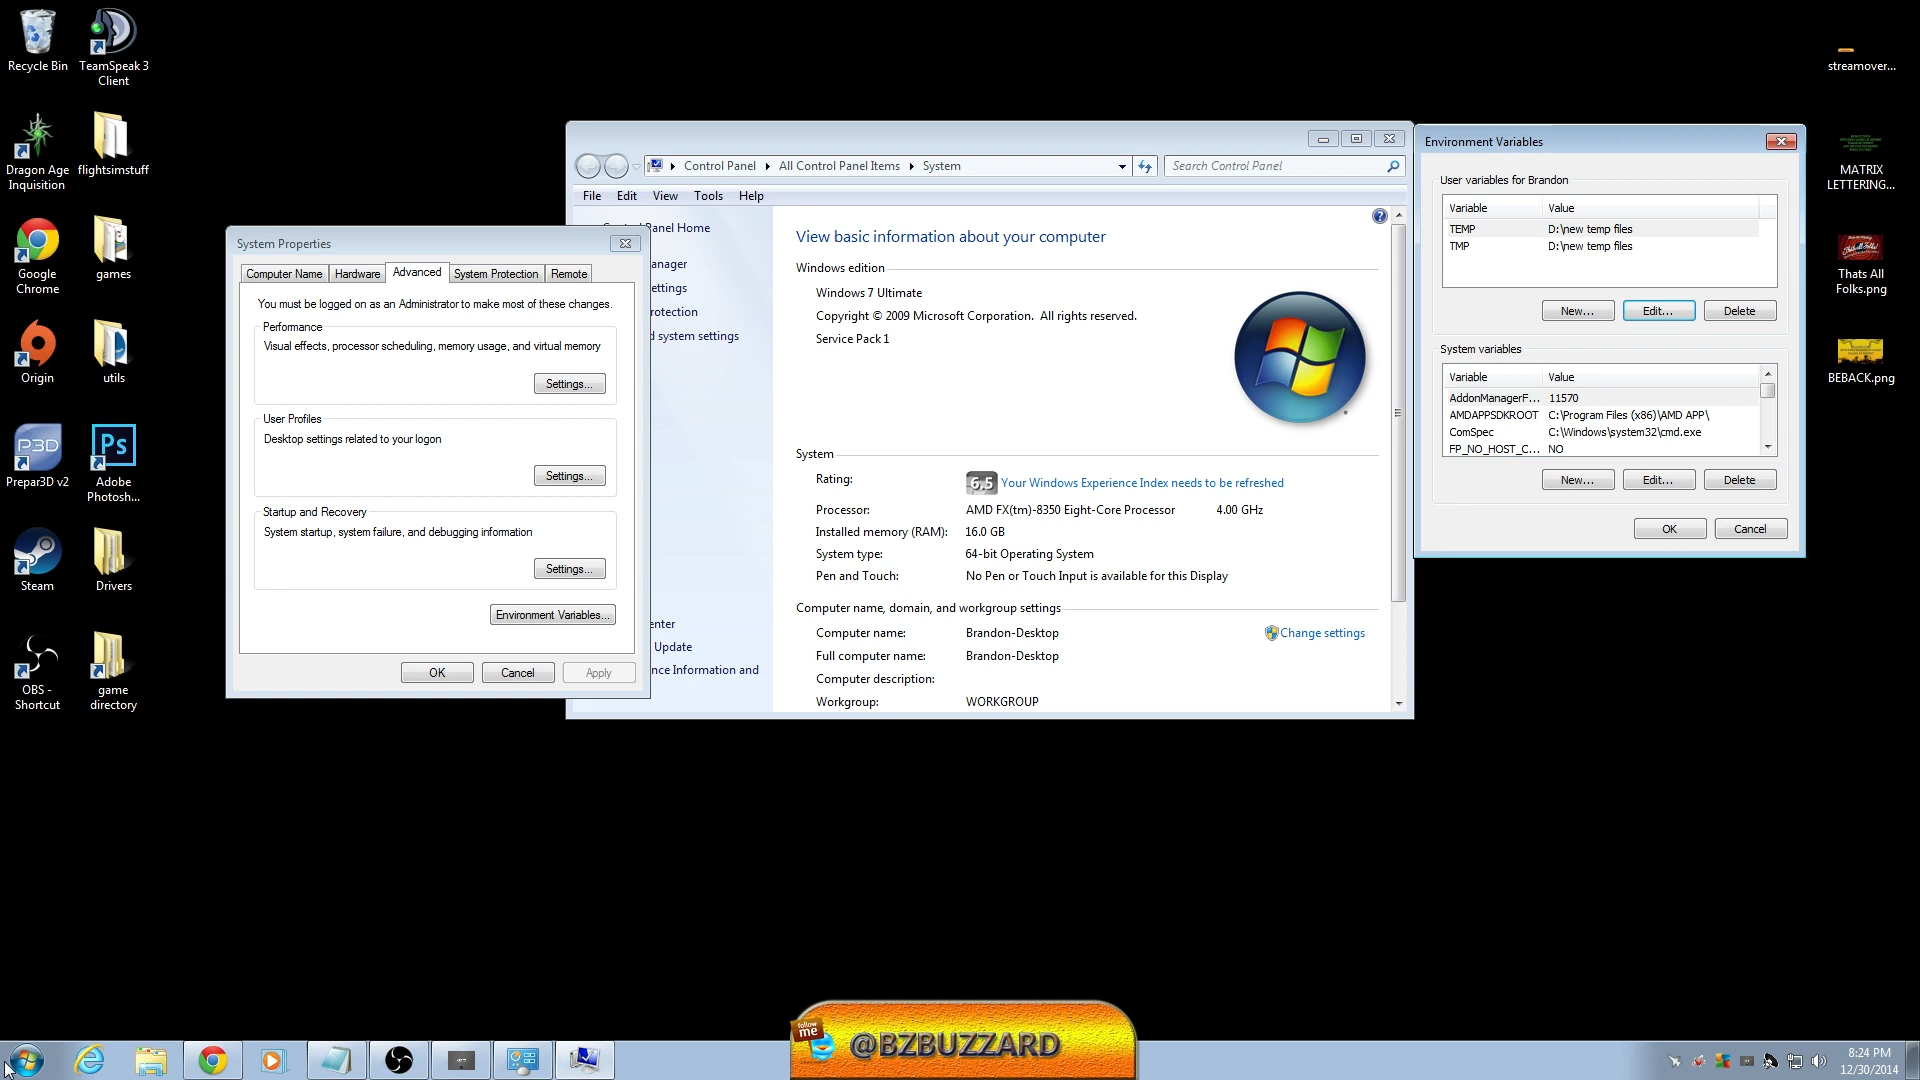 Recycle Bin
TeamSpeak 3
Client
Dragon Age
Inquisition
flightsimstuff
Google
Chrome
games
Origin
utils
P3D
Prepar3D v2
Ps
Adobe
Photosh...
Steam
Drivers
OBS -
Shortcut
game
directory
System Properties
Computer Name
Hardware
Advanced
System Protection
Remote
You must be logged on as an Administrator to make most of these changes.
Performance
Visual effects, processor scheduling, memory usage, and virtual memory
Settings...
User Profiles
Desktop settings related to your logon
Settings...
Startup and Recovery
System startup, system failure, and debugging information
Settings...
Environment Variables...
OK
Cancel
Apply
Control Panel
All Control Panel Items
System
Search Control Panel
File
Edit
View
Tools
Help
Panel Home
anager
ettings
rotection
d system settings
enter
Update
nce Information and
View basic information about your computer
Windows edition
Windows 7 Ultimate
Copyright © 2009 Microsoft Corporation. All rights reserved.
Service Pack 1
System
Rating:
6.5
Your Windows Experience Index needs to be refreshed
Processor:
AMD FX(tm)-8350 Eight-Core Processor
4.00 GHz
Installed memory (RAM):
16.0 GB
System type:
64-bit Operating System
Pen and Touch:
No Pen or Touch Input is available for this Display
Computer name, domain, and workgroup settings
Computer name:
Brandon-Desktop
Change settings
Full computer name:
Brandon-Desktop
Computer description:
Workgroup:
WORKGROUP
Environment Variables
User variables for Brandon
Variable
Value
TEMP
D:\new temp files
TMP
D:\new temp files
New...
Edit...
Delete
System variables
Variable
Value
AddonManagerF...
11570
AMDAPPSDKROOT
C:\Program Files (x86)\AMD APP\
ComSpec
C:\Windows\system32\cmd.exe
FP_NO_HOST_C...
NO
New...
Edit...
Delete
OK
Cancel
streamover...
MATRIX
LETTERING...
Thats All
Folks.png
BEBACK.png
follow
me
@BZBUZZARD
8:24 PM
12/30/2014